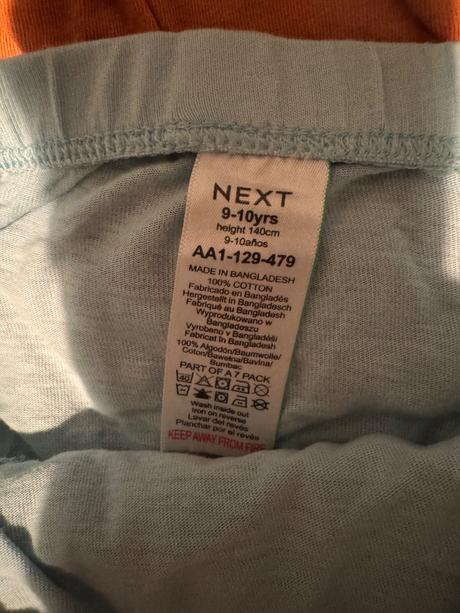 NEXT
9-10yrs
height 140cm
9-10años
AA1-129-479
MADE IN BANGLADESH
100% COTTON
Fabricado en Bangladés
Hergestellt in Bangladesch
Fabriqué au Bangladesh
Wyprodukowano w
Bangladeszu
Vyrobeno v Bangladéši
Fabricat în Bangladesh
100% Algodón/Baumwolle/
Coton/Bawełna/Bavlna/
Bumbac
PART OF A 7 PACK
40
Wash inside out
Iron on reverse
Lavar del revés
Planchar por el revés
KEEP AWAY FROM FIRE